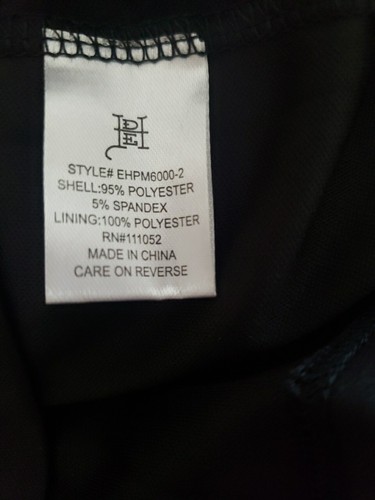 STYLE# EHPM6000-2
SHELL:95% POLYESTER
5% SPANDEX
LINING:100% POLYESTER
RN#111052
MADE IN CHINA
CARE ON REVERSE